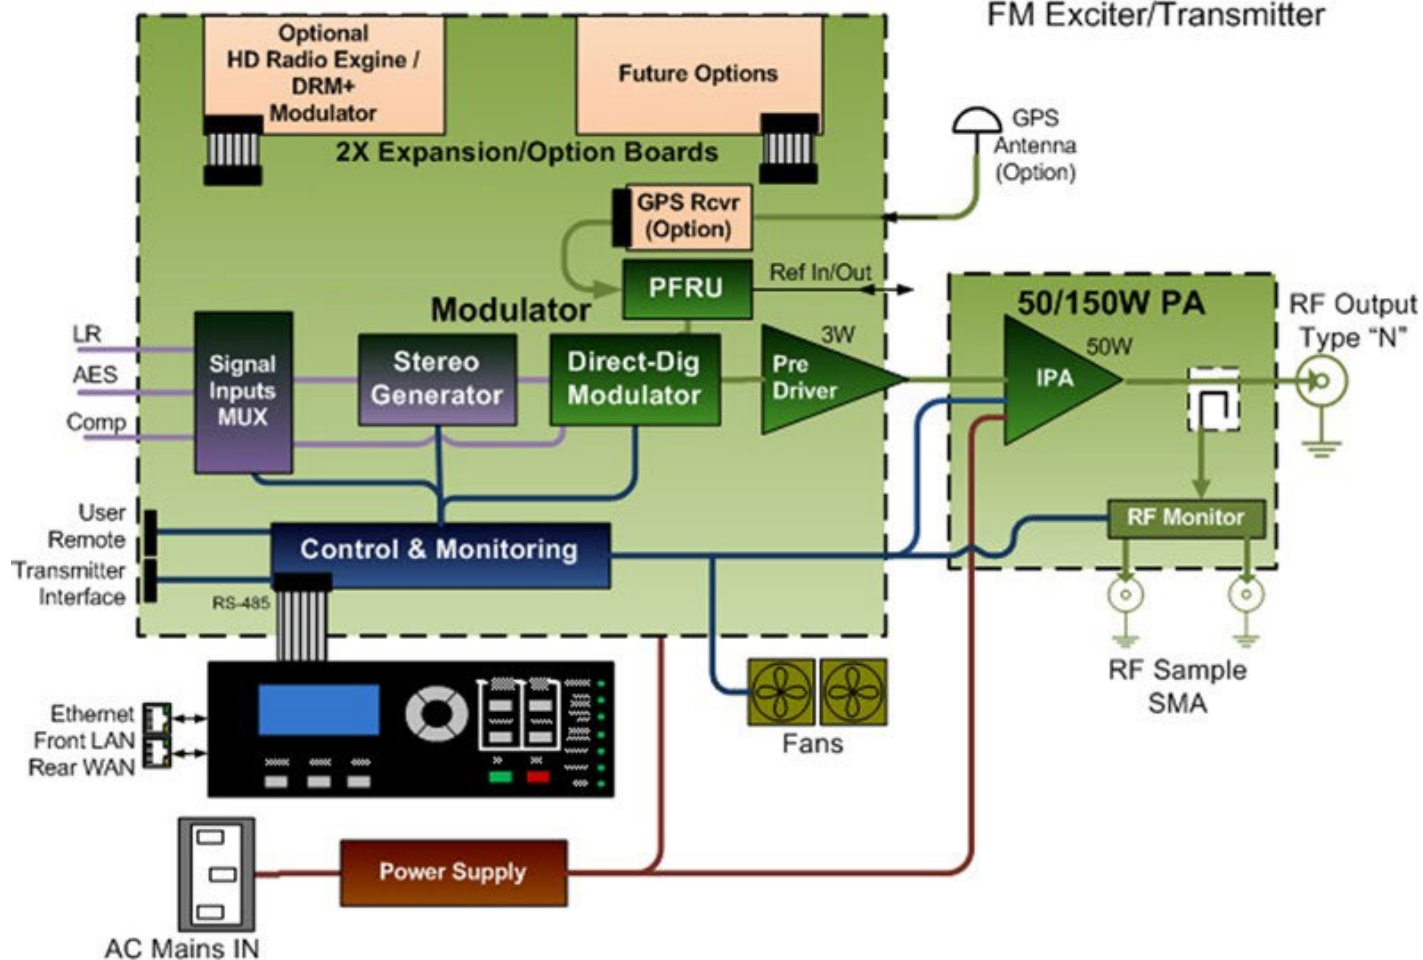 FM Exciter/Transmitter
Optional
HD Radio Exgine /
DRM+
Modulator
Future Options
2X Expansion/Option Boards
GPS
Antenna
(Option)
GPS Rcvr
(Option)
PFRU
Ref In/Out
Modulator
50/150W PA
RF Output
Type “N”
LR
AES
Comp
Signal
Inputs
MUX
Stereo
Generator
Direct-Dig
Modulator
Pre
Driver
3W
IPA
50W
User
Remote
Transmitter
Interface
RS-485
Control & Monitoring
RF Monitor
RF Sample
SMA
Fans
Ethernet
Front LAN
Rear WAN
Power Supply
AC Mains IN